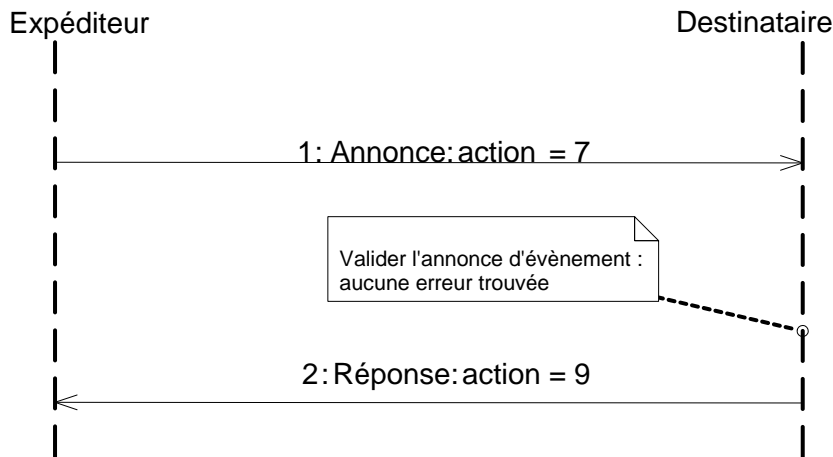 Expéditeur
Destinataire
1: Annonce: action = 7
Valider l'annonce d'évènement :
aucune erreur trouvée
2: Réponse: action = 9